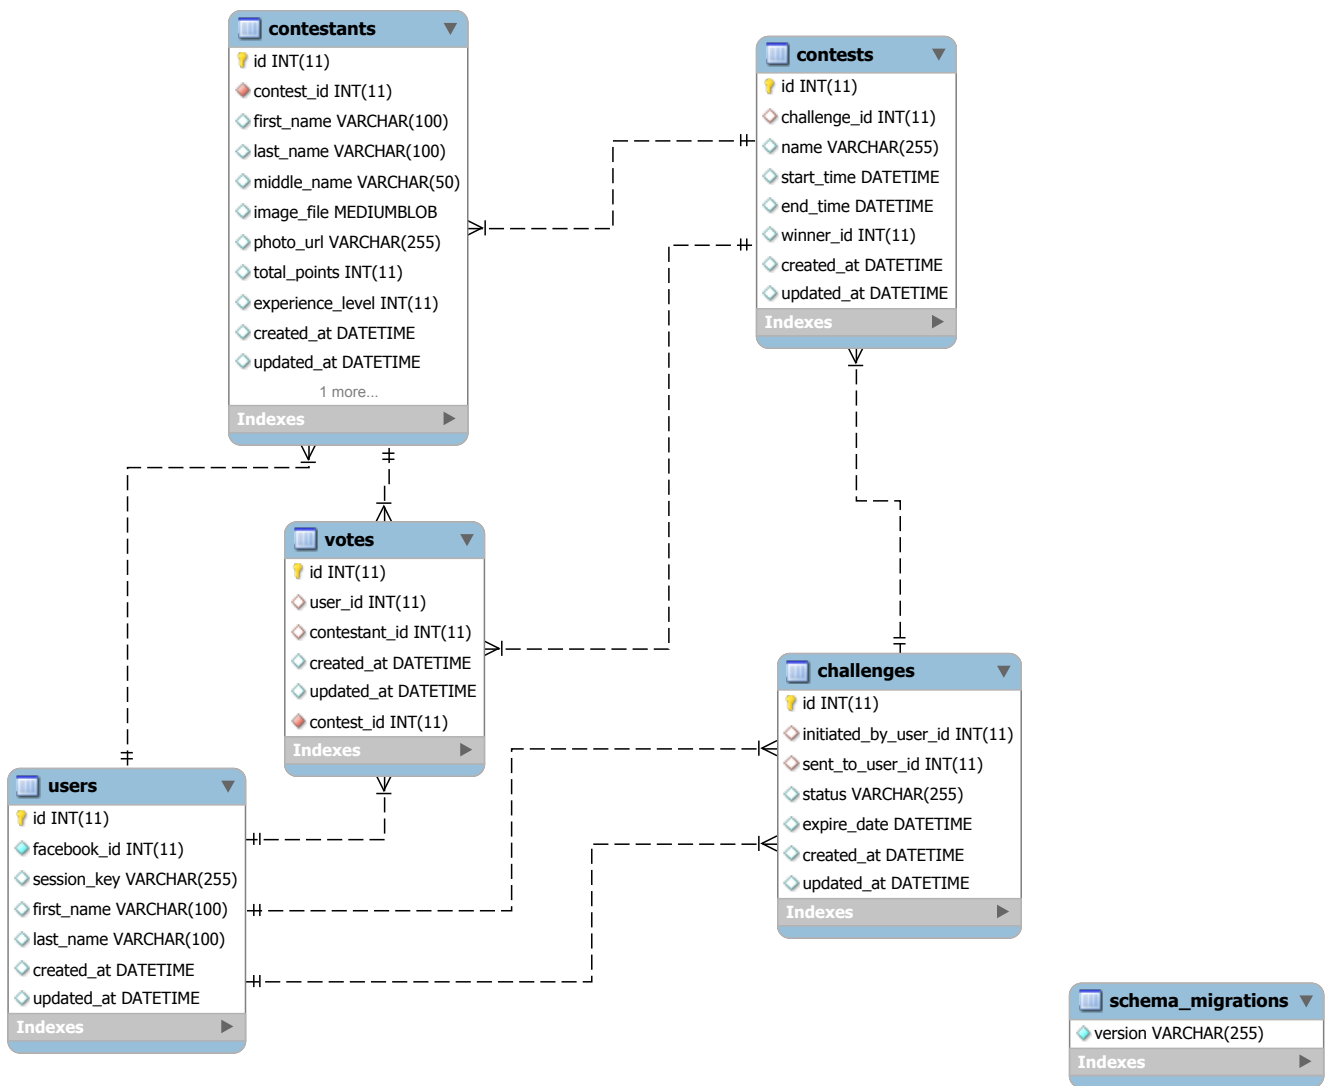 contestants
id INT(11)
contest_id INT(11)
first_name VARCHAR(100)
last_name VARCHAR(100)
middle_name VARCHAR(50)
image_file MEDIUMBLOB
photo_url VARCHAR(255)
total_points INT(11)
experience_level INT(11)
created_at DATETIME
updated_at DATETIME
1 more...
Indexes
contests
id INT(11)
challenge_id INT(11)
name VARCHAR(255)
start_time DATETIME
end_time DATETIME
winner_id INT(11)
created_at DATETIME
updated_at DATETIME
Indexes
votes
id INT(11)
user_id INT(11)
contestant_id INT(11)
created_at DATETIME
updated_at DATETIME
contest_id INT(11)
Indexes
challenges
id INT(11)
initiated_by_user_id INT(11)
sent_to_user_id INT(11)
status VARCHAR(255)
expire_date DATETIME
created_at DATETIME
updated_at DATETIME
Indexes
users
id INT(11)
facebook_id INT(11)
session_key VARCHAR(255)
first_name VARCHAR(100)
last_name VARCHAR(100)
created_at DATETIME
updated_at DATETIME
Indexes
schema_migrations
version VARCHAR(255)
Indexes